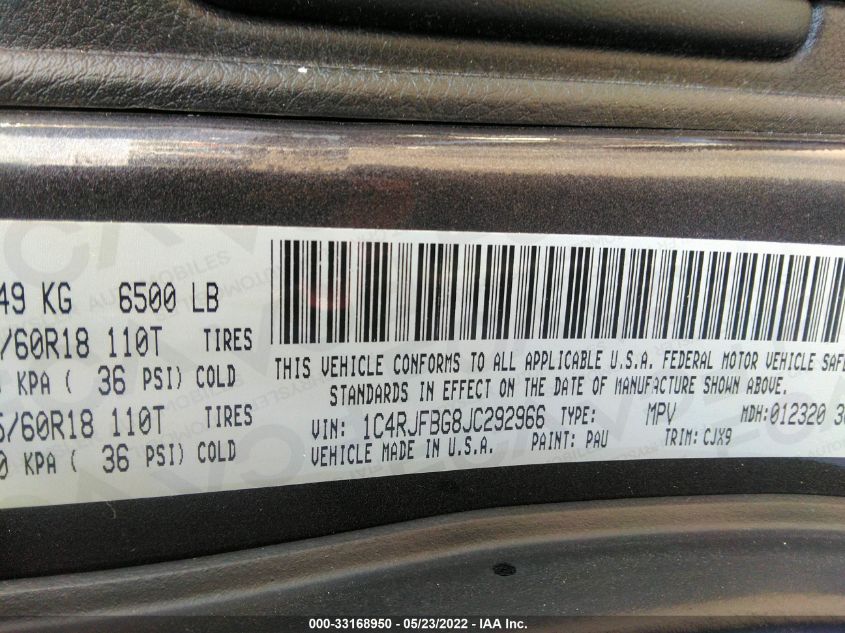 49 KG 6500 LB
/60R18 110T TIRES
KPA ( 36 PSI) COLD
5/60R18 110T TIRES
0 KPA ( 36 PSI) COLD
THIS VEHICLE CONFORMS TO ALL APPLICABLE U.S.A. FEDERAL MOTOR VEHICLE SAFE
STANDARDS IN EFFECT ON THE DATE OF MANUFACTURE SHOWN ABOVE.
VIN: 1C4RJFBG8JC292966 TYPE: MPV MDH:012320 30
VEHICLE MADE IN U.S.A. PAINT: PAU TRIM: CJX9
000-33168950 — 05/23/2022 — IAA Inc.